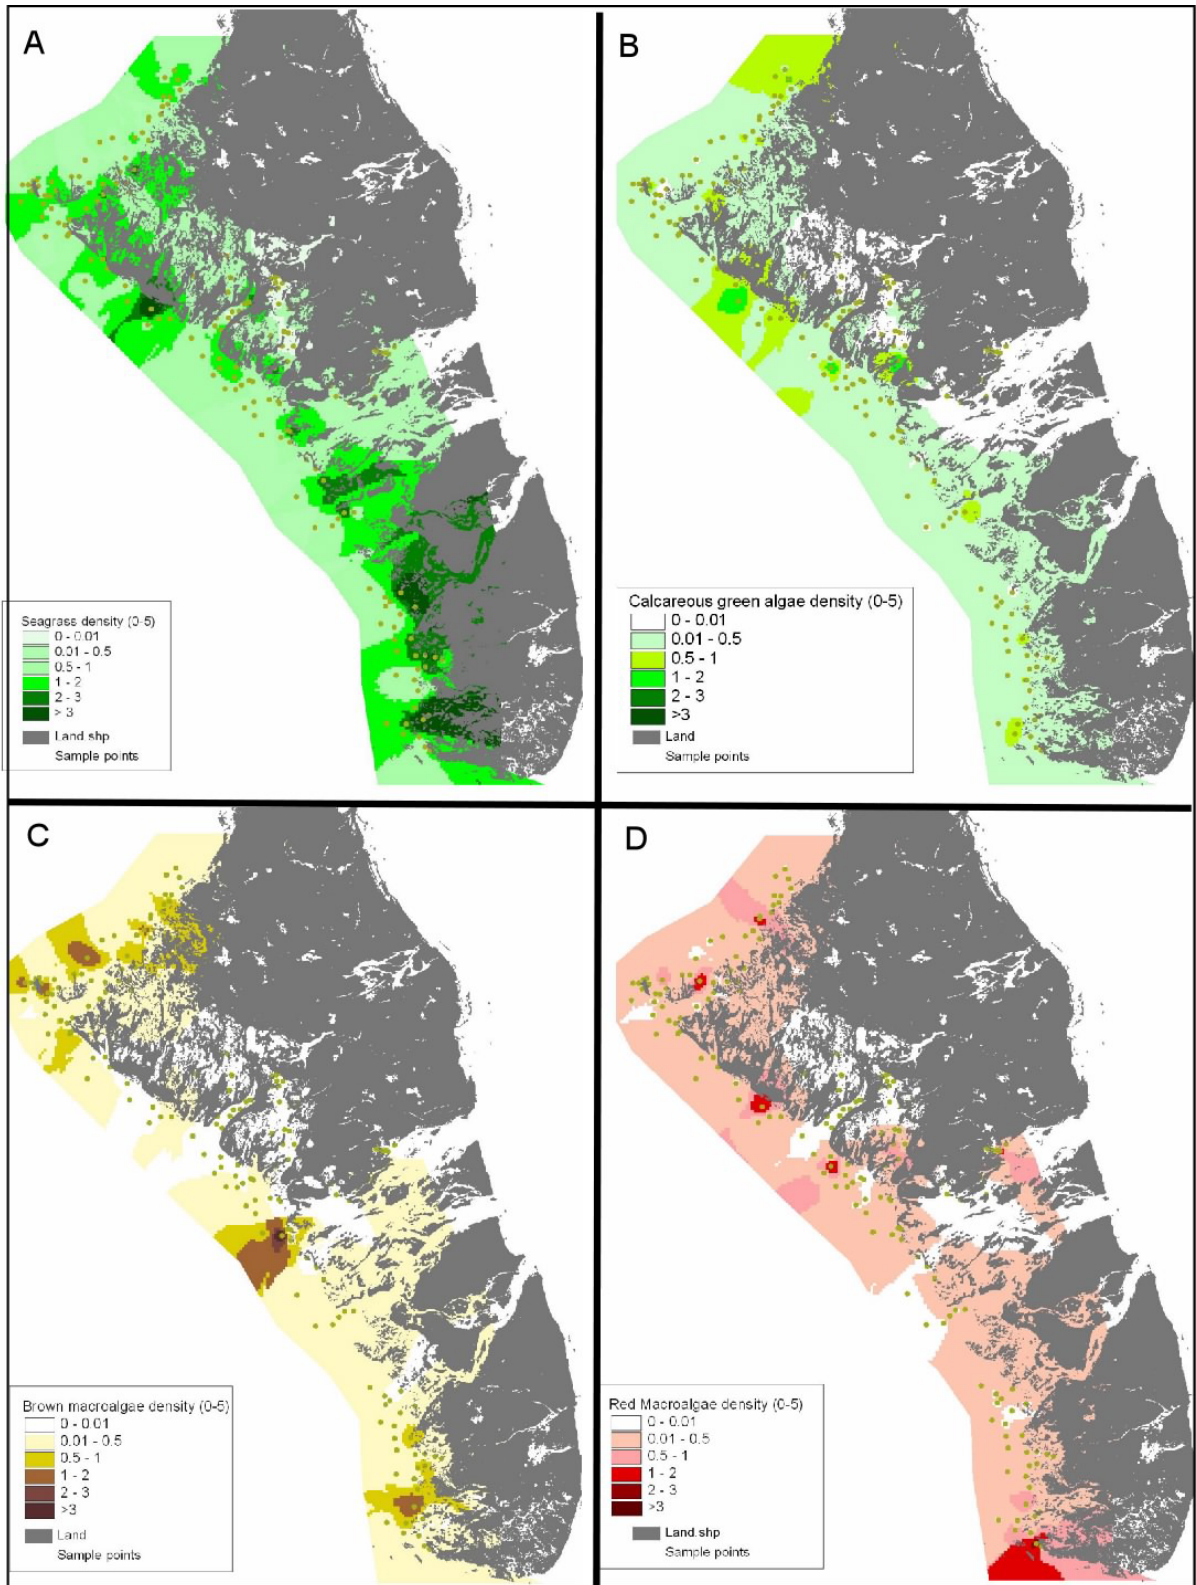 A
B
Seagrass density (0-5)
0 - 0.01
0.01 - 0.5
0.5 - 1
1 - 2
2 - 3
>3
Land.shp
Sample points
Calcareous green algae density (0-5)
0 - 0.01
0.01 - 0.5
0.5 - 1
1 - 2
2 - 3
>3
Land
Sample points
C
D
Brown macroalgae density (0-5)
0 - 0.01
0.01 - 0.5
0.5 - 1
1 - 2
2 - 3
>3
Land
Sample points
Red Macroalgae density (0-5)
0 - 0.01
0.01 - 0.5
0.5 - 1
1 - 2
2 - 3
>3
Land.shp
Sample points